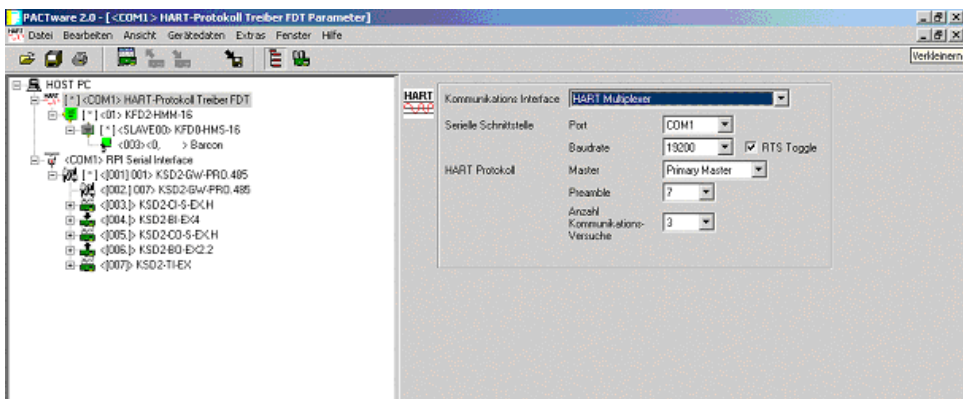 PACTware 2.0 - [<COM1> HART-Protokoll Treiber FDT Parameter]
Datei Bearbeiten Ansicht Gerätedaten Extras Fenster Hilfe
Verkleinern
HOST PC
[*] <COM1> HART-Protokoll Treiber FDT
[*] <01> KFD2-HMM-16
[*] <SLAVE00> KFD0-HMS-16
<003><0, > Barcon
<COM1> RPI Serial Interface
[*] <[001] 001> KSD2-GW-PRO.485
<[002.] 007> KSD2-GW-PRO.485
<[003.]> KSD2-CI-S-EX.H
<[004.]> KSD2-BI-EX4
<[005.]> KSD2-CO-S-EX.H
<[006.]> KSD2-BO-EX2.2
<[007]> KSD2-TI-EX
HART
Kommunikations Interface HART Multiplexer
Serielle Schnittstelle Port COM1
Baudrate 19200 RTS Toggle
HART Protokoll Master Primary Master
Preamble 7
Anzahl
Kommunikations- 3
Versuche